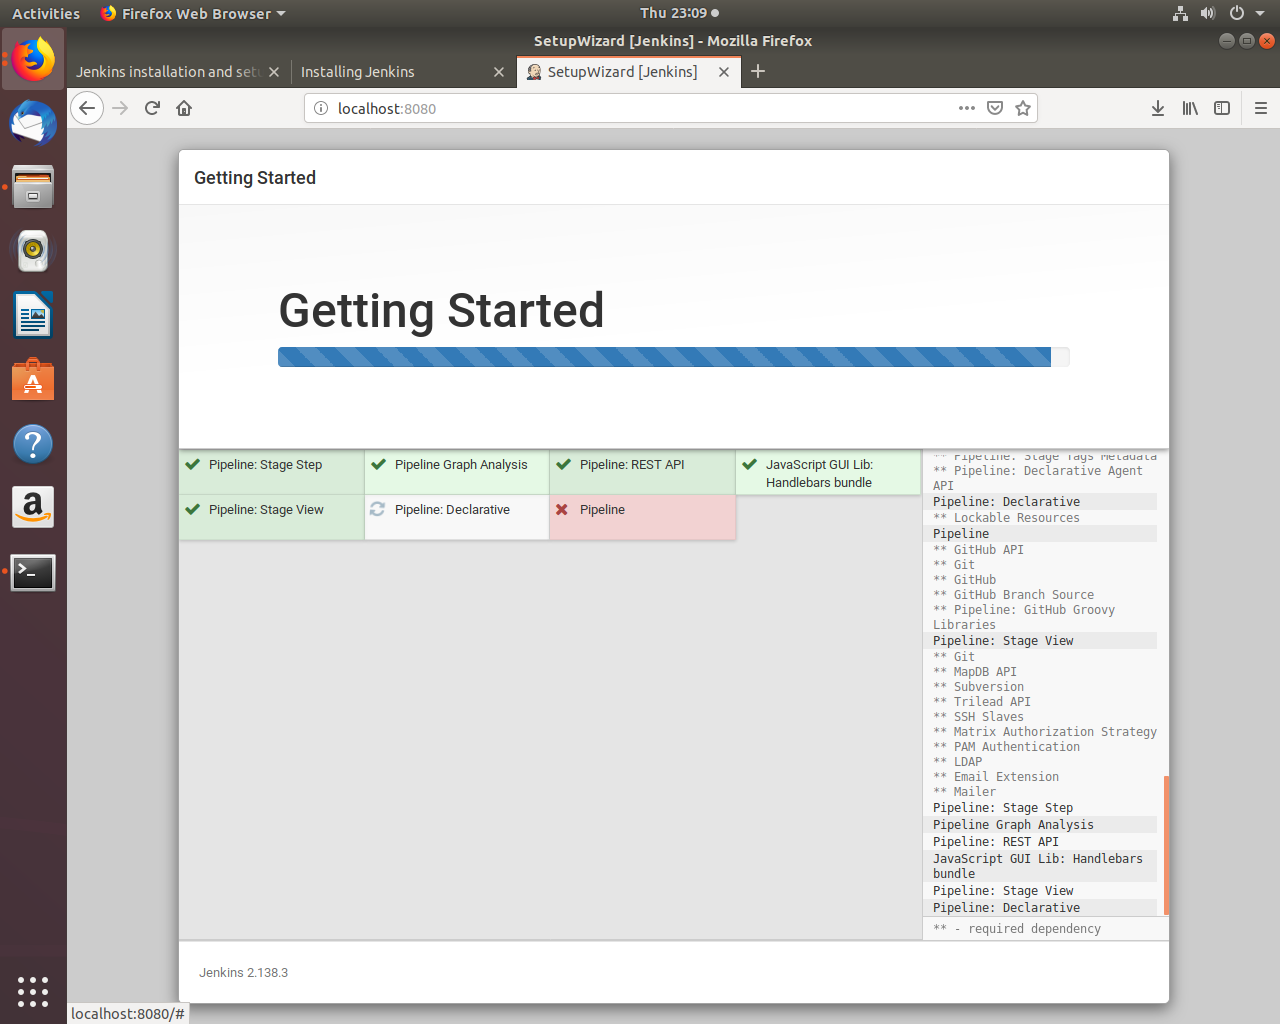 Activities
Firefox Web Browser
Thu 23:09
SetupWizard [Jenkins] - Mozilla Firefox
Jenkins installation and setu
Installing Jenkins
SetupWizard [Jenkins]
localhost:8080
Getting Started
Getting Started
Pipeline: Stage Step
Pipeline Graph Analysis
Pipeline: REST API
JavaScript GUI Lib:
Handlebars bundle
Pipeline: Stage View
Pipeline: Declarative
Pipeline
** Pipeline: Stage Tags Metadata
** Pipeline: Declarative Agent
API
Pipeline: Declarative
** Lockable Resources
Pipeline
** GitHub API
** Git
** GitHub
** GitHub Branch Source
** Pipeline: GitHub Groovy
Libraries
Pipeline: Stage View
** Git
** MapDB API
** Subversion
** Trilead API
** SSH Slaves
** Matrix Authorization Strategy
** PAM Authentication
** LDAP
** Email Extension
** Mailer
Pipeline: Stage Step
Pipeline Graph Analysis
Pipeline: REST API
JavaScript GUI Lib: Handlebars
bundle
Pipeline: Stage View
Pipeline: Declarative
** - required dependency
Jenkins 2.138.3
localhost:8080/#